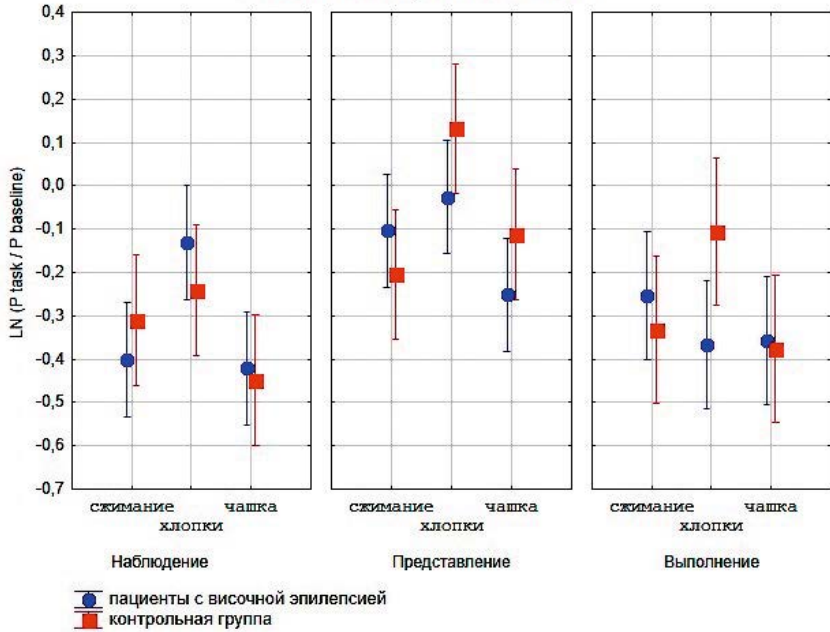 LN (P task / P baseline)
0,4
0,3
0,2
0,1
0,0
-0,1
-0,2
-0,3
-0,4
-0,5
-0,6
-0,7
сжимание чашка
хлопки
Наблюдение
сжимание чашка
хлопки
Представление
сжимание чашка
хлопки
Выполнение
пациенты с височной эпилепсией
контрольная группа